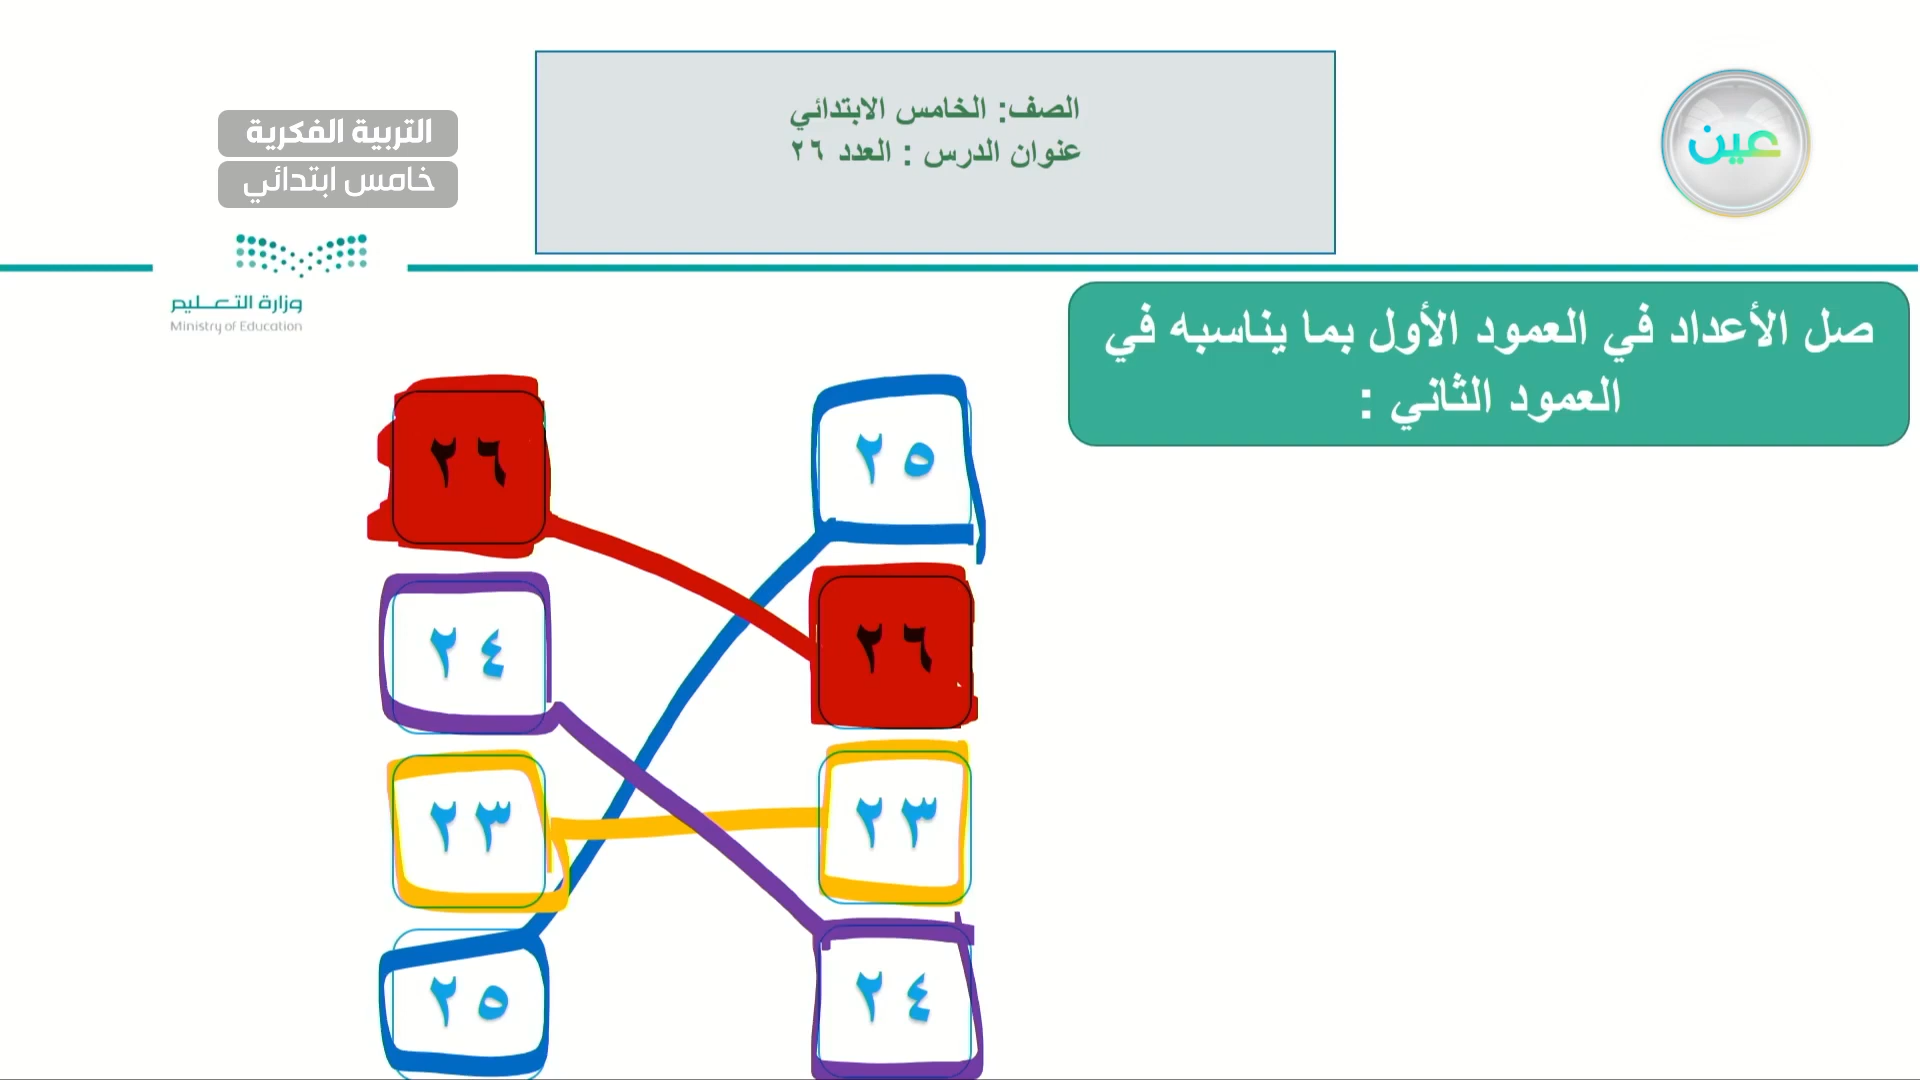 الصف: الخامس الابتدائي
عنوان الدرس : العدد ٢٦
عين
التربية الفكرية
خامس ابتدائي
وزارة التعليم
Ministry of Education
صل الأعداد في العمود الأول بما يناسبه في
العمود الثاني :
٢٥
٢٦
٢٣
٢٤
٢٦
٢٤
٢٣
٢٥